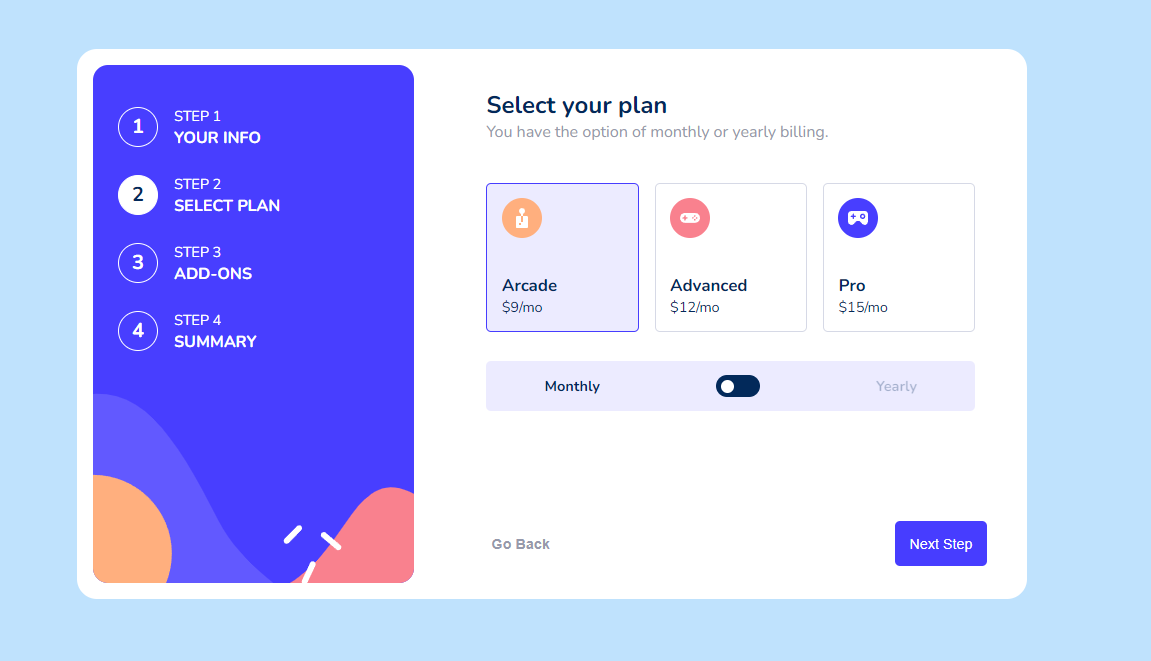 1
STEP 1
YOUR INFO
2
STEP 2
SELECT PLAN
3
STEP 3
ADD-ONS
4
STEP 4
SUMMARY
Select your plan
You have the option of monthly or yearly billing.
Arcade
$9/mo
Advanced
$12/mo
Pro
$15/mo
Monthly
Yearly
Go Back
Next Step